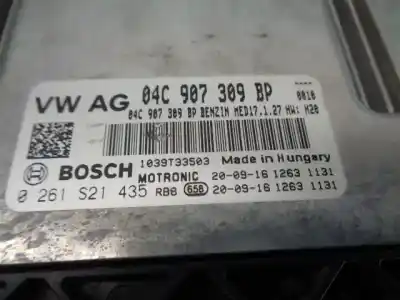 VW AG 04C 907 309 BP 0010
04C 907 309 BP BENZIN MED17.1.27 HW: H20
BOSCH 1039T33503 Made in Hungary
MOTRONIC 20-09-16 1263 1131
0 261 S21 435 RBB 658 20-09-16 1263 1131